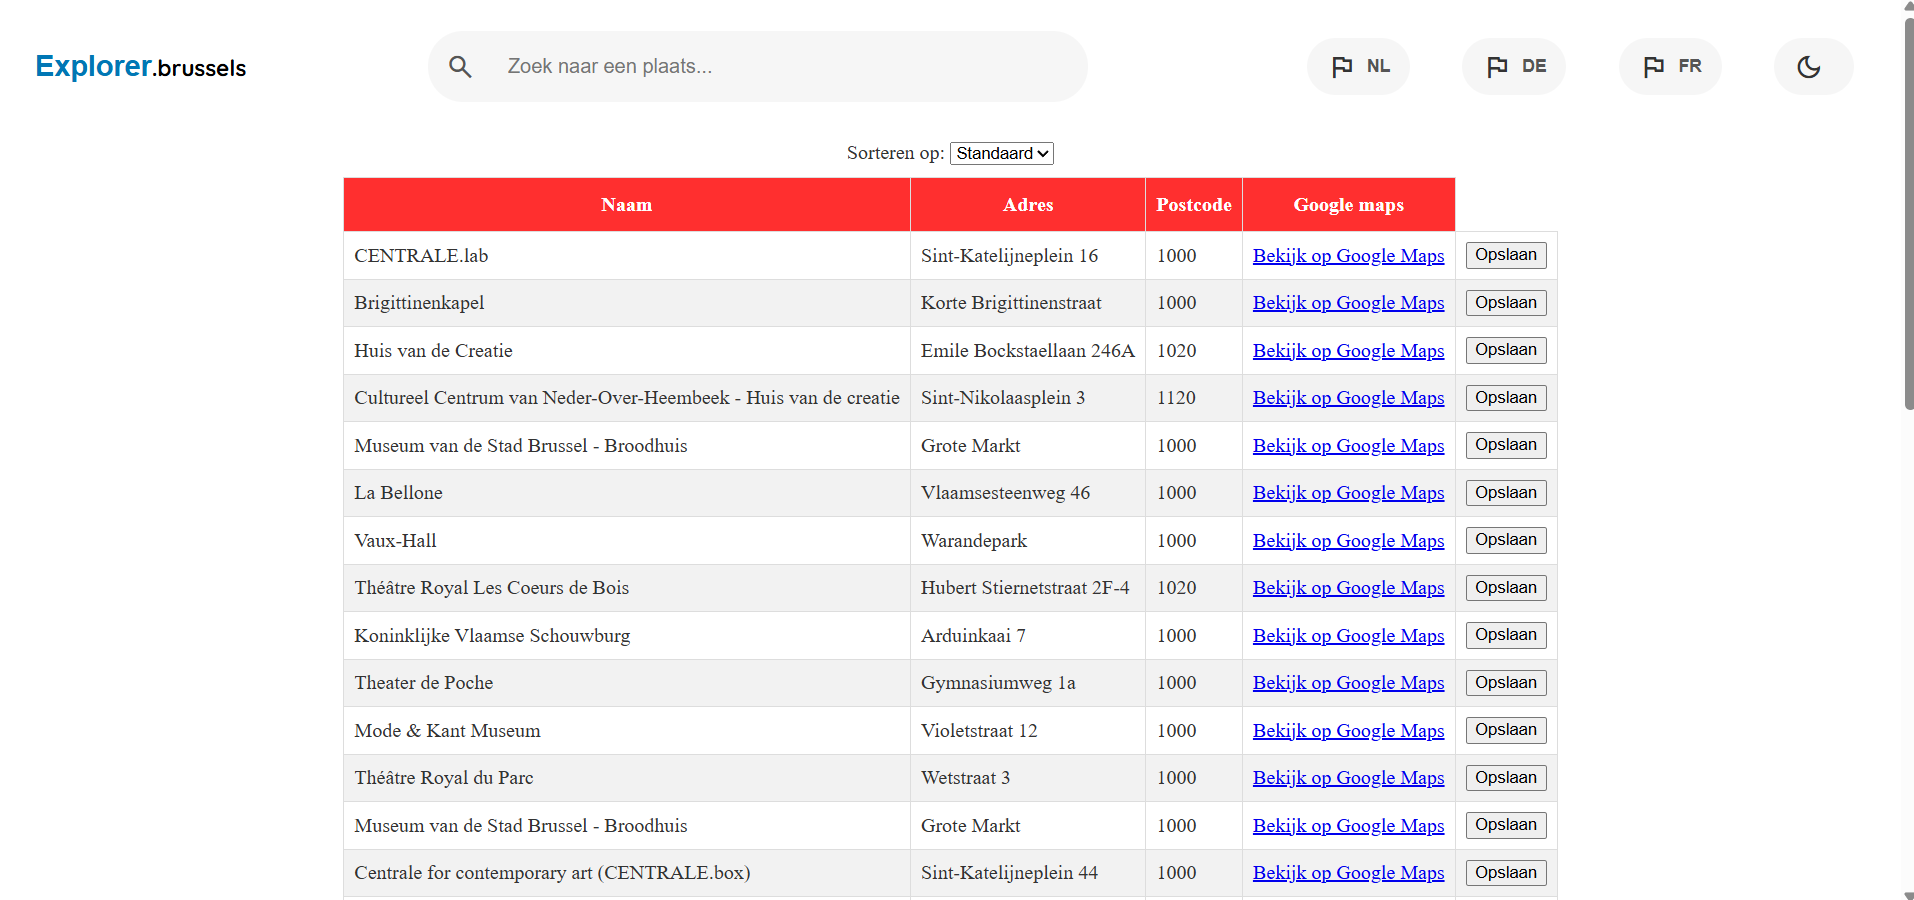 Explorer.brussels Zoek naar een plaats... NL DE FR
Sorteren op: Standaard
Naam Adres Postcode Google maps
CENTRALE.lab Sint-Katelijneplein 16 1000 Bekijk op Google Maps Opslaan
Brigittinenkapel Korte Brigittinenstraat 1000 Bekijk op Google Maps Opslaan
Huis van de Creatie Emile Bockstaellaan 246A 1020 Bekijk op Google Maps Opslaan
Cultureel Centrum van Neder-Over-Heembeek - Huis van de creatie Sint-Nikolaasplein 3 1120 Bekijk op Google Maps Opslaan
Museum van de Stad Brussel - Broodhuis Grote Markt 1000 Bekijk op Google Maps Opslaan
La Bellone Vlaamsesteenweg 46 1000 Bekijk op Google Maps Opslaan
Vaux-Hall Warandepark 1000 Bekijk op Google Maps Opslaan
Théâtre Royal Les Coeurs de Bois Hubert Stiernetstraat 2F-4 1020 Bekijk op Google Maps Opslaan
Koninklijke Vlaamse Schouwburg Arduinkaai 7 1000 Bekijk op Google Maps Opslaan
Theater de Poche Gymnasiumweg 1a 1000 Bekijk op Google Maps Opslaan
Mode & Kant Museum Violetstraat 12 1000 Bekijk op Google Maps Opslaan
Théâtre Royal du Parc Wetstraat 3 1000 Bekijk op Google Maps Opslaan
Museum van de Stad Brussel - Broodhuis Grote Markt 1000 Bekijk op Google Maps Opslaan
Centrale for contemporary art (CENTRALE.box) Sint-Katelijneplein 44 1000 Bekijk op Google Maps Opslaan